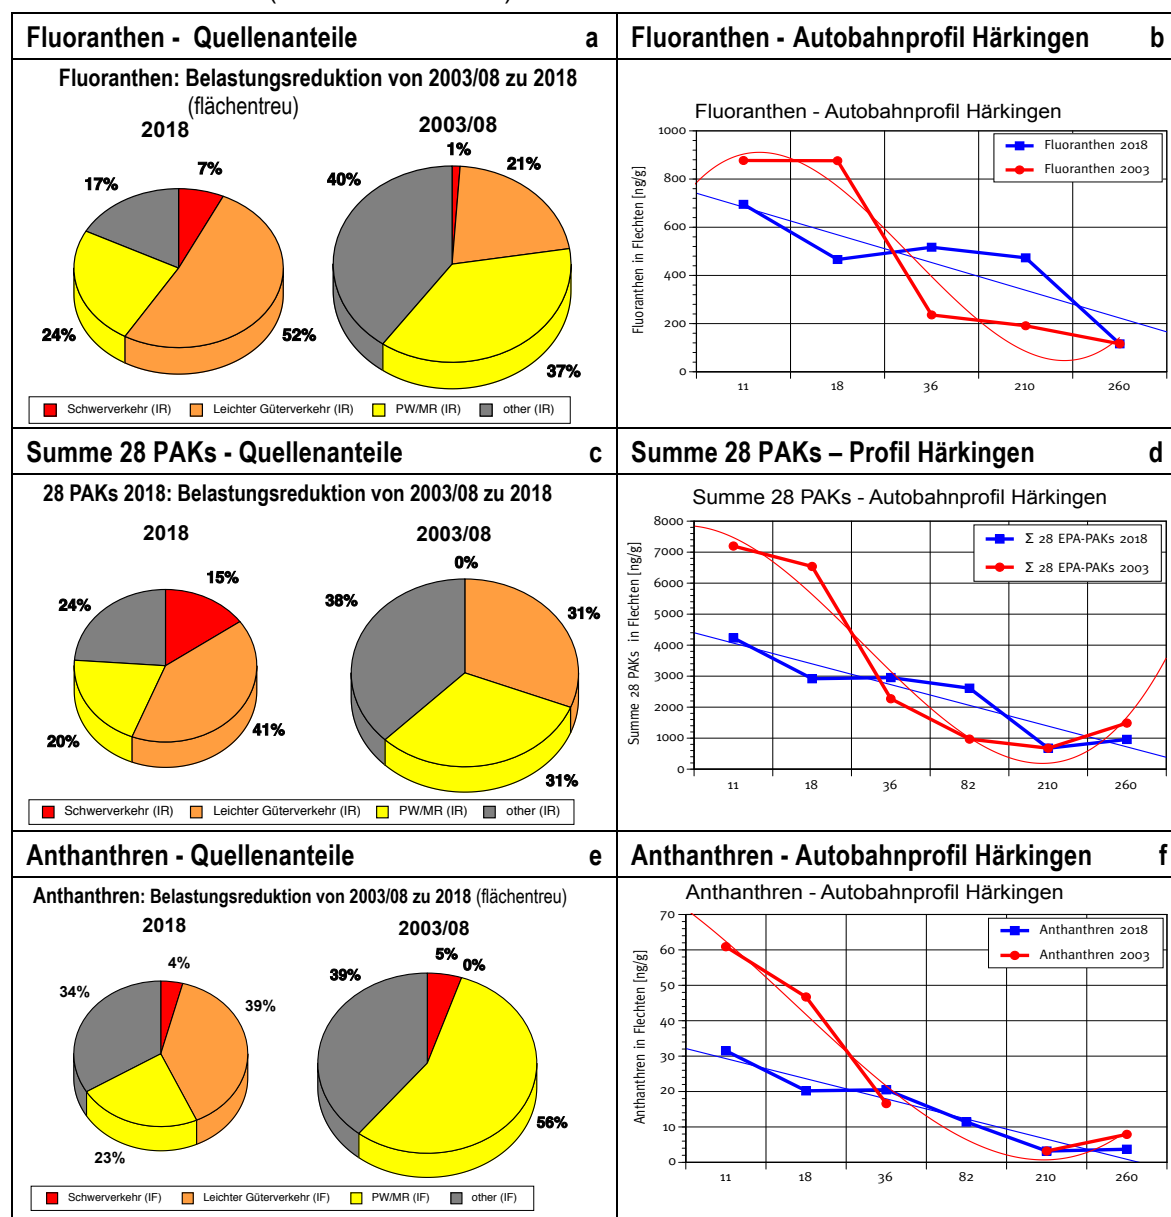 Fluoranthen - Quellenanteile a
Fluoranthen - Autobahnprofil Härkingen b
Fluoranthen: Belastungsreduktion von 2003/08 zu 2018
(flächentreu)
2018
2003/08
7%
17%
24%
52%
1%
21%
40%
37%
Schwerverkehr (IR) Leichter Güterverkehr (IR) PW/MR (IR) other (IR)
Fluoranthen - Autobahnprofil Härkingen
Fluoranthen in Flechten [ng/g]
1000
800
600
400
200
0
11 18 36 210 260
Fluoranthen 2018
Fluoranthen 2003
Summe 28 PAKs - Quellenanteile c
Summe 28 PAKs – Profil Härkingen d
28 PAKs 2018: Belastungsreduktion von 2003/08 zu 2018
2018
2003/08
15%
24%
20%
41%
0%
38%
31%
31%
Schwerverkehr (IR) Leichter Güterverkehr (IR) PW/MR (IR) other (IR)
Summe 28 PAKs - Autobahnprofil Härkingen
Summe 28 PAKs in Flechten [ng/g]
8000
7000
6000
5000
4000
3000
2000
1000
0
11 18 36 82 210 260
Σ 28 EPA-PAKs 2018
Σ 28 EPA-PAKs 2003
Anthanthren - Quellenanteile e
Anthanthren - Autobahnprofil Härkingen f
Anthanthren: Belastungsreduktion von 2003/08 zu 2018 (flächentreu)
2018
2003/08
4%
34%
39%
23%
5%
0%
39%
56%
Schwerverkehr (IF) Leichter Güterverkehr (IF) PW/MR (IF) other (IF)
Anthanthren - Autobahnprofil Härkingen
Anthanthren in Flechten [ng/g]
70
60
50
40
30
20
10
0
11 18 36 82 210 260
Anthanthren 2018
Anthanthren 2003